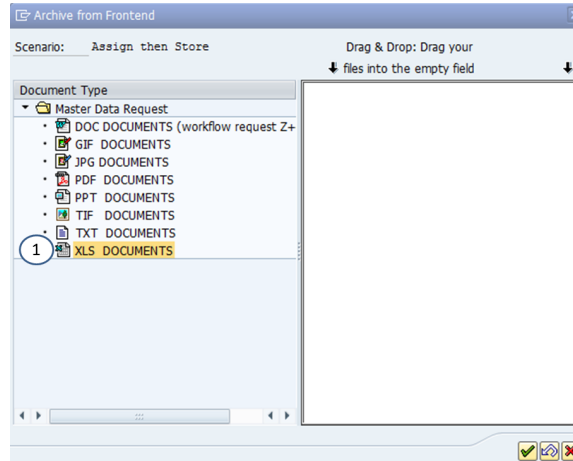 Archive from Frontend
Scenario: Assign then Store
Drag & Drop: Drag your
files into the empty field
Document Type
Master Data Request
DOC DOCUMENTS (workflow request Z+
GIF DOCUMENTS
JPG DOCUMENTS
PDF DOCUMENTS
PPT DOCUMENTS
TIF DOCUMENTS
TXT DOCUMENTS
1 XLS DOCUMENTS